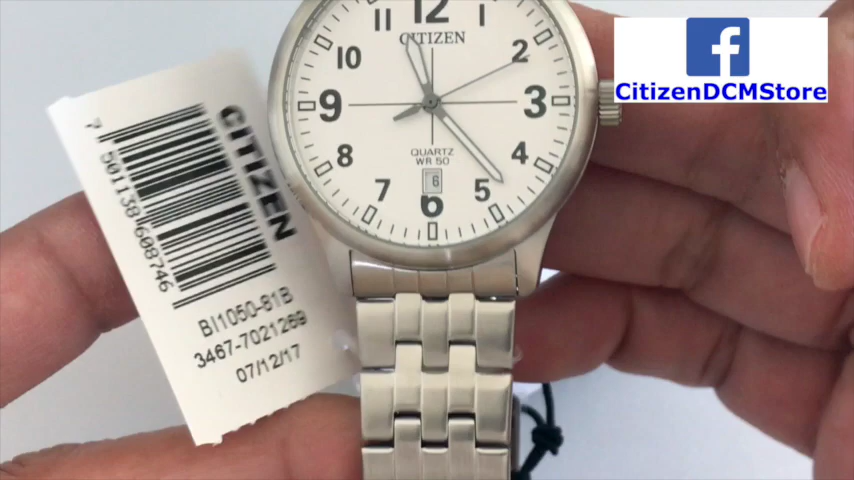 11 12 1
CITIZEN
10 2
9 3
8 4
QUARTZ
WR 50
7 6 5
6
CITIZEN
7 501138 608746
BI1050-81B
3467-7021269
07/12/17
f
CitizenDCMStore